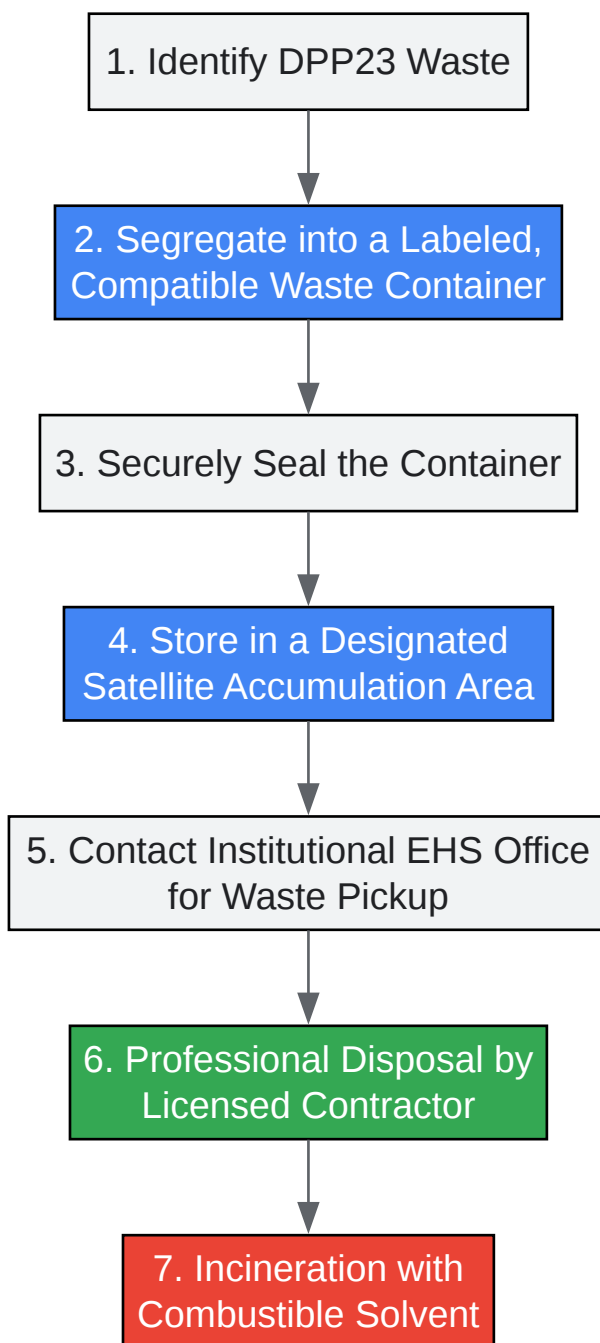 1. Identify DPP23 Waste
2. Segregate into a Labeled,
Compatible Waste Container
3. Securely Seal the Container
4. Store in a Designated
Satellite Accumulation Area
5. Contact Institutional EHS Office
for Waste Pickup
6. Professional Disposal by
Licensed Contractor
7. Incineration with
Combustible Solvent